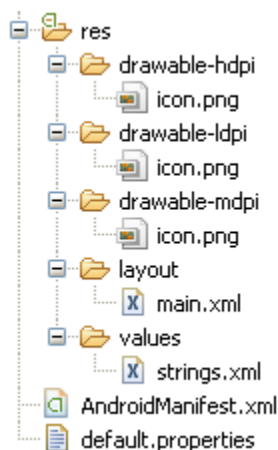 res
drawable-hdpi
icon.png
drawable-ldpi
icon.png
drawable-mdpi
icon.png
layout
main.xml
values
strings.xml
AndroidManifest.xml
default.properties